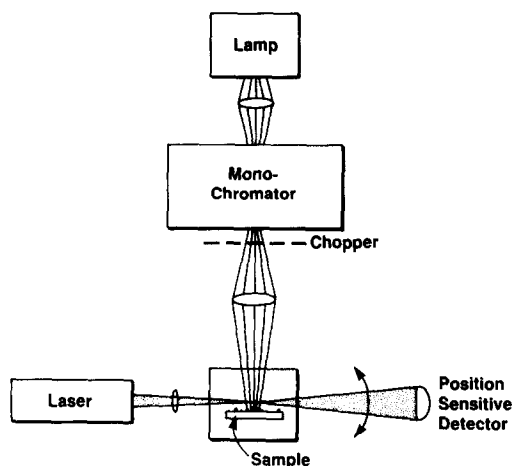 Lamp
Mono-
Chromator
Chopper
Laser
Position
Sensitive
Detector
Sample